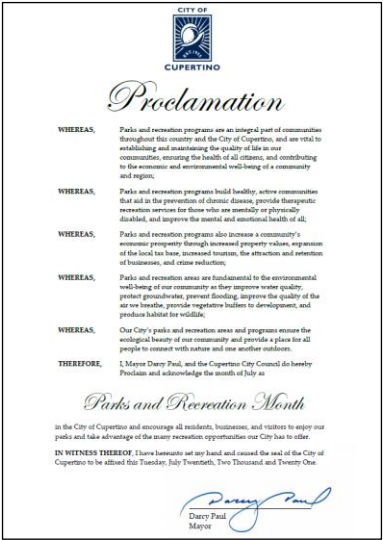 CITY OF
EST. 1955
CUPERTINO
Proclamation
WHEREAS, Parks and recreation programs are an integral part of communities
throughout this country and the City of Cupertino, and are vital to
establishing and maintaining the quality of life in our
communities, ensuring the health of all citizens, and contributing
to the economic and environmental well-being of a community
and region;
WHEREAS, Parks and recreation programs build healthy, active communities
that aid in the prevention of chronic disease, provide therapeutic
recreation services for those who are mentally or physically
disabled, and improve the mental and emotional health of all;
WHEREAS, Parks and recreation programs also increase a community's
economic prosperity through increased property values, expansion
of the local tax base, increased tourism, the attraction and retention
of businesses, and crime reduction;
WHEREAS, Parks and recreation areas are fundamental to the environmental
well-being of our community as they improve water quality,
protect groundwater, prevent flooding, improve the quality of the
air we breathe, provide vegetative buffers to development, and
produce habitat for wildlife;
WHEREAS, Our City's parks and recreation areas and programs ensure the
ecological beauty of our community and provide a place for all
people to connect with nature and one another outdoors.
THEREFORE, I, Mayor Darcy Paul, and the Cupertino City Council do hereby
Proclaim and acknowledge the month of July as
Parks and Recreation Month
in the City of Cupertino and encourage all residents, businesses, and visitors to enjoy our
parks and take advantage of the many recreation opportunities our City has to offer.
IN WITNESS THEREOF, I have hereunto set my hand and caused the seal of the City of
Cupertino to be affixed this Tuesday, July Twentieth, Two Thousand and Twenty One.
Darcy Paul
Darcy Paul
Mayor